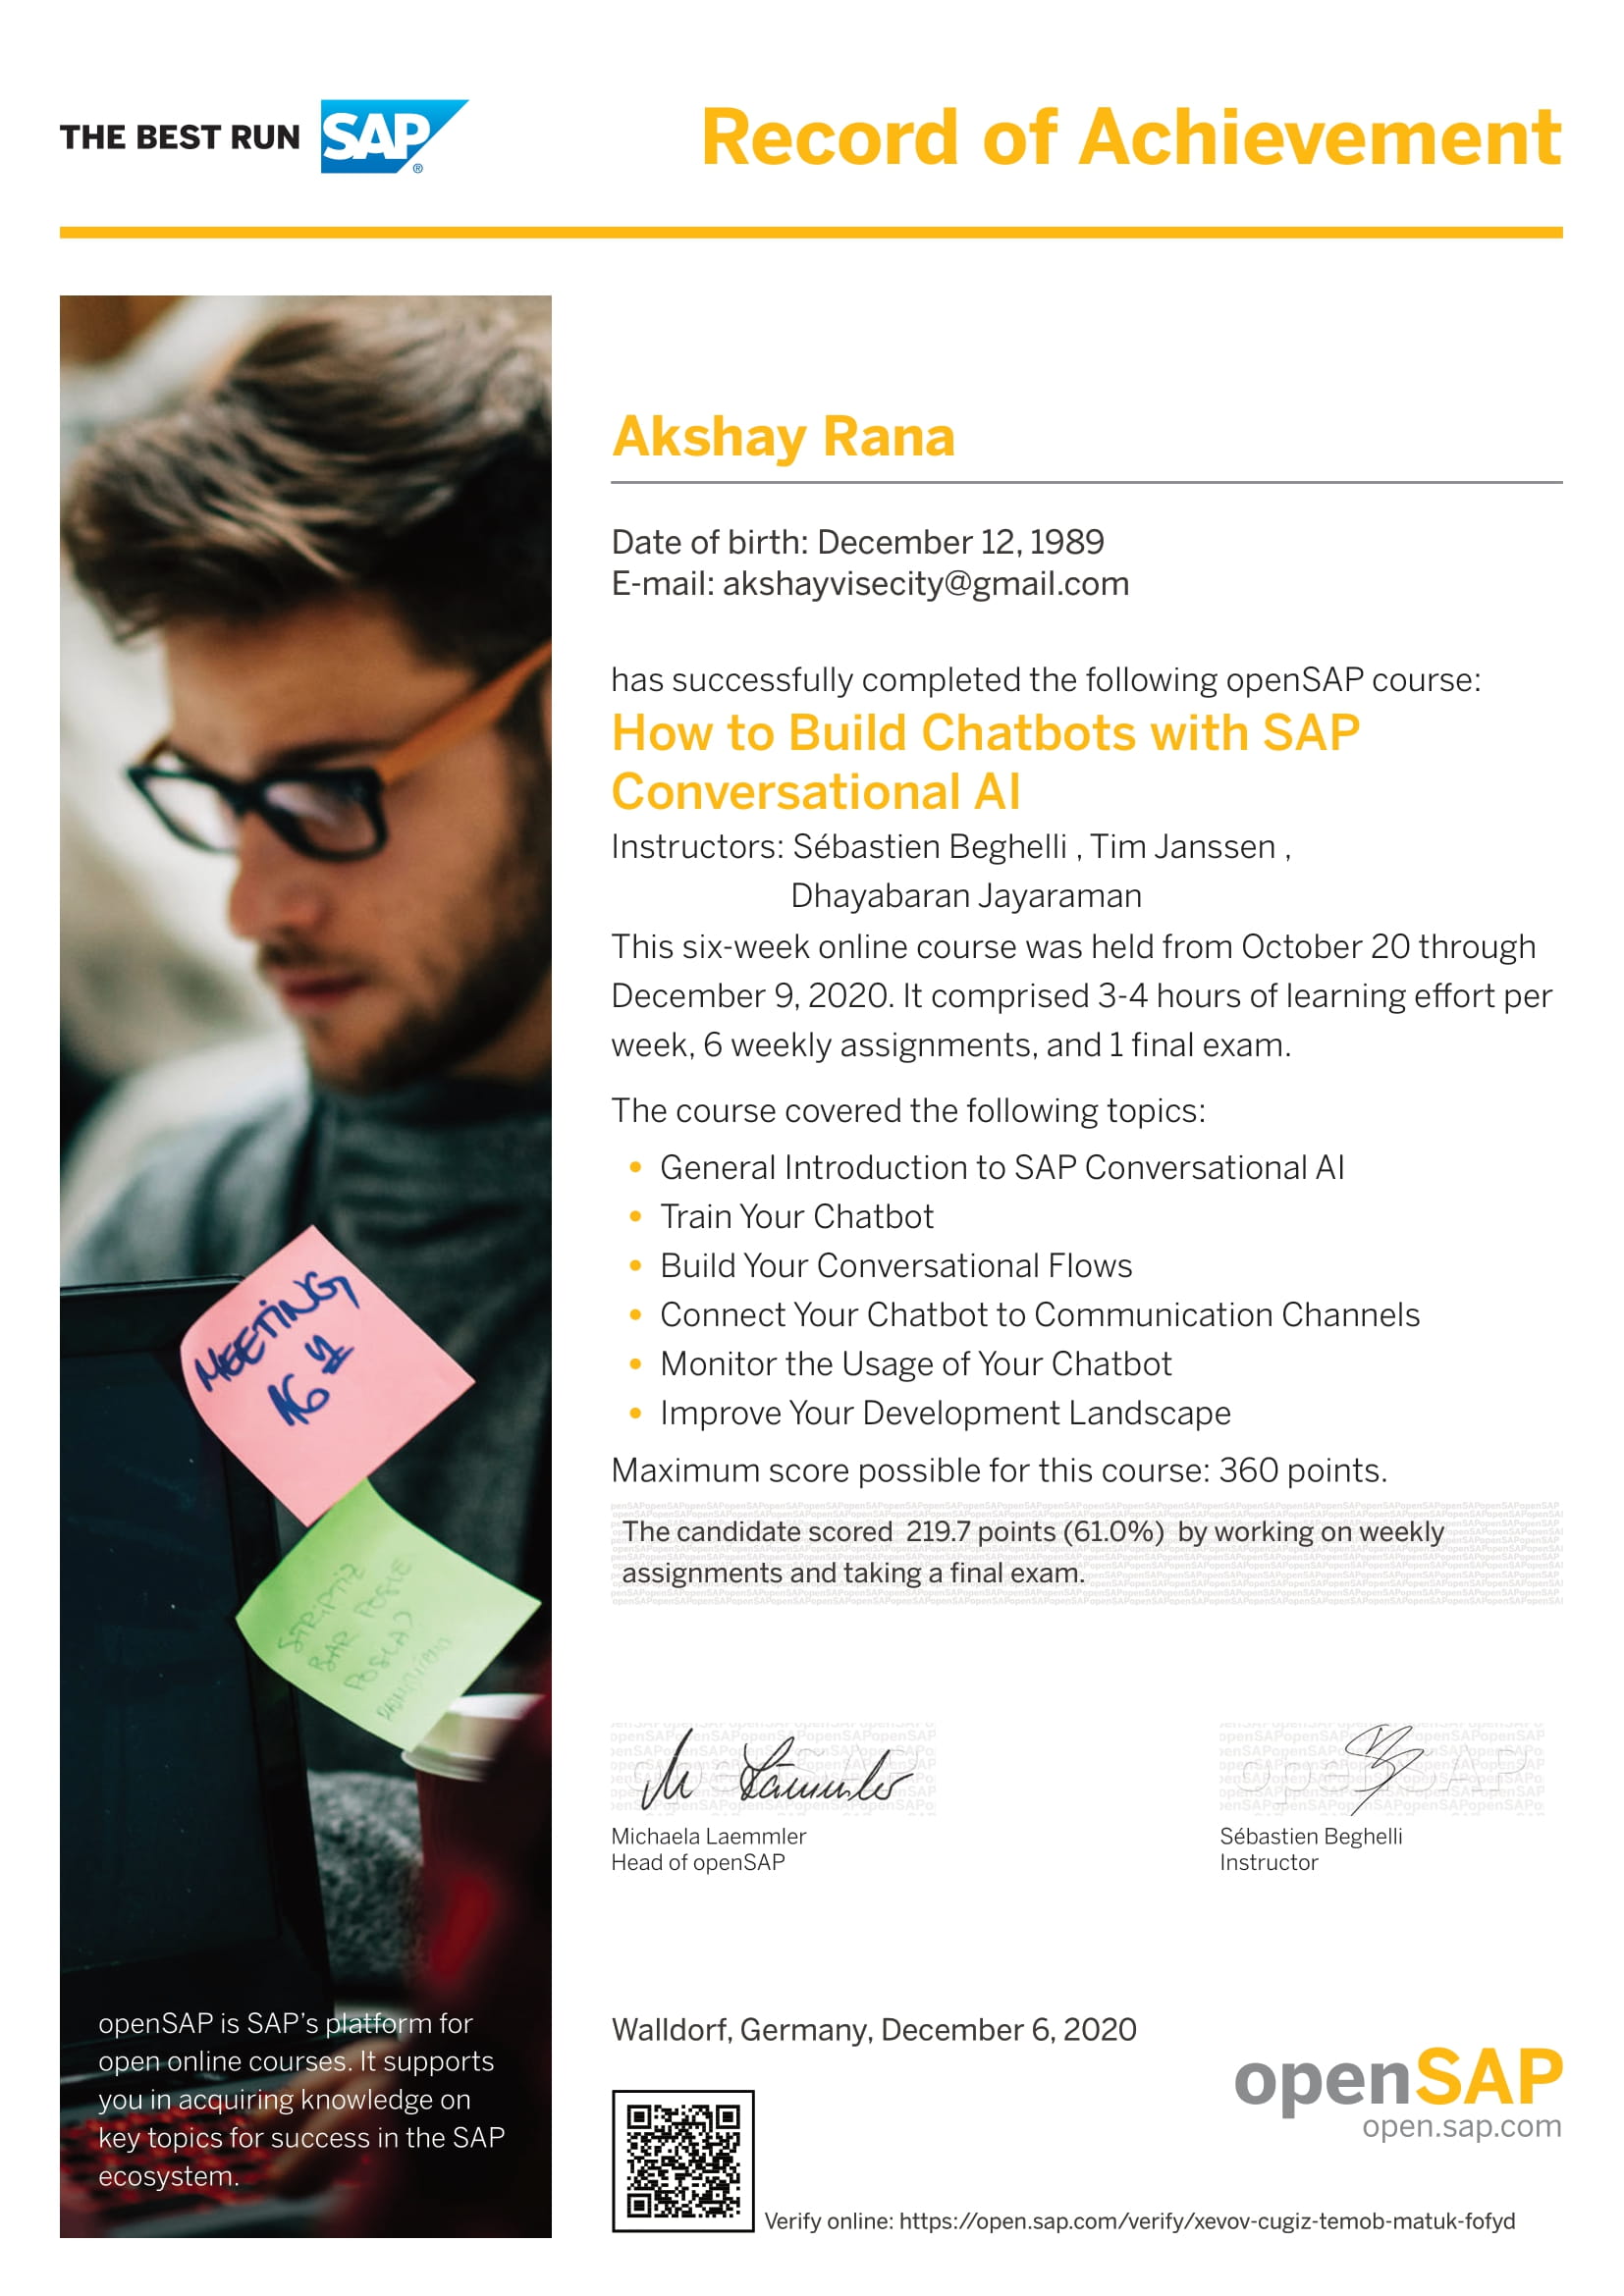 THE BEST RUN SAP®
Record of Achievement
Akshay Rana
Date of birth: December 12, 1989
E-mail: akshayvisecity@gmail.com
has successfully completed the following openSAP course:
How to Build Chatbots with SAP
Conversational AI
Instructors: Sébastien Beghelli , Tim Janssen ,
Dhayabaran Jayaraman
This six-week online course was held from October 20 through
December 9, 2020. It comprised 3-4 hours of learning effort per
week, 6 weekly assignments, and 1 final exam.
The course covered the following topics:
• General Introduction to SAP Conversational AI
• Train Your Chatbot
• Build Your Conversational Flows
• Connect Your Chatbot to Communication Channels
• Monitor the Usage of Your Chatbot
• Improve Your Development Landscape
Maximum score possible for this course: 360 points.
The candidate scored 219.7 points (61.0%) by working on weekly
assignments and taking a final exam.
Michaela Laemmler
Head of openSAP
Sébastien Beghelli
Instructor
Walldorf, Germany, December 6, 2020
openSAP
open.sap.com
Verify online: https://open.sap.com/verify/xevov-cugiz-temob-matuk-fofyd
MEETING
16
openSAP is SAP's platform for
open online courses. It supports
you in acquiring knowledge on
key topics for success in the SAP
ecosystem.